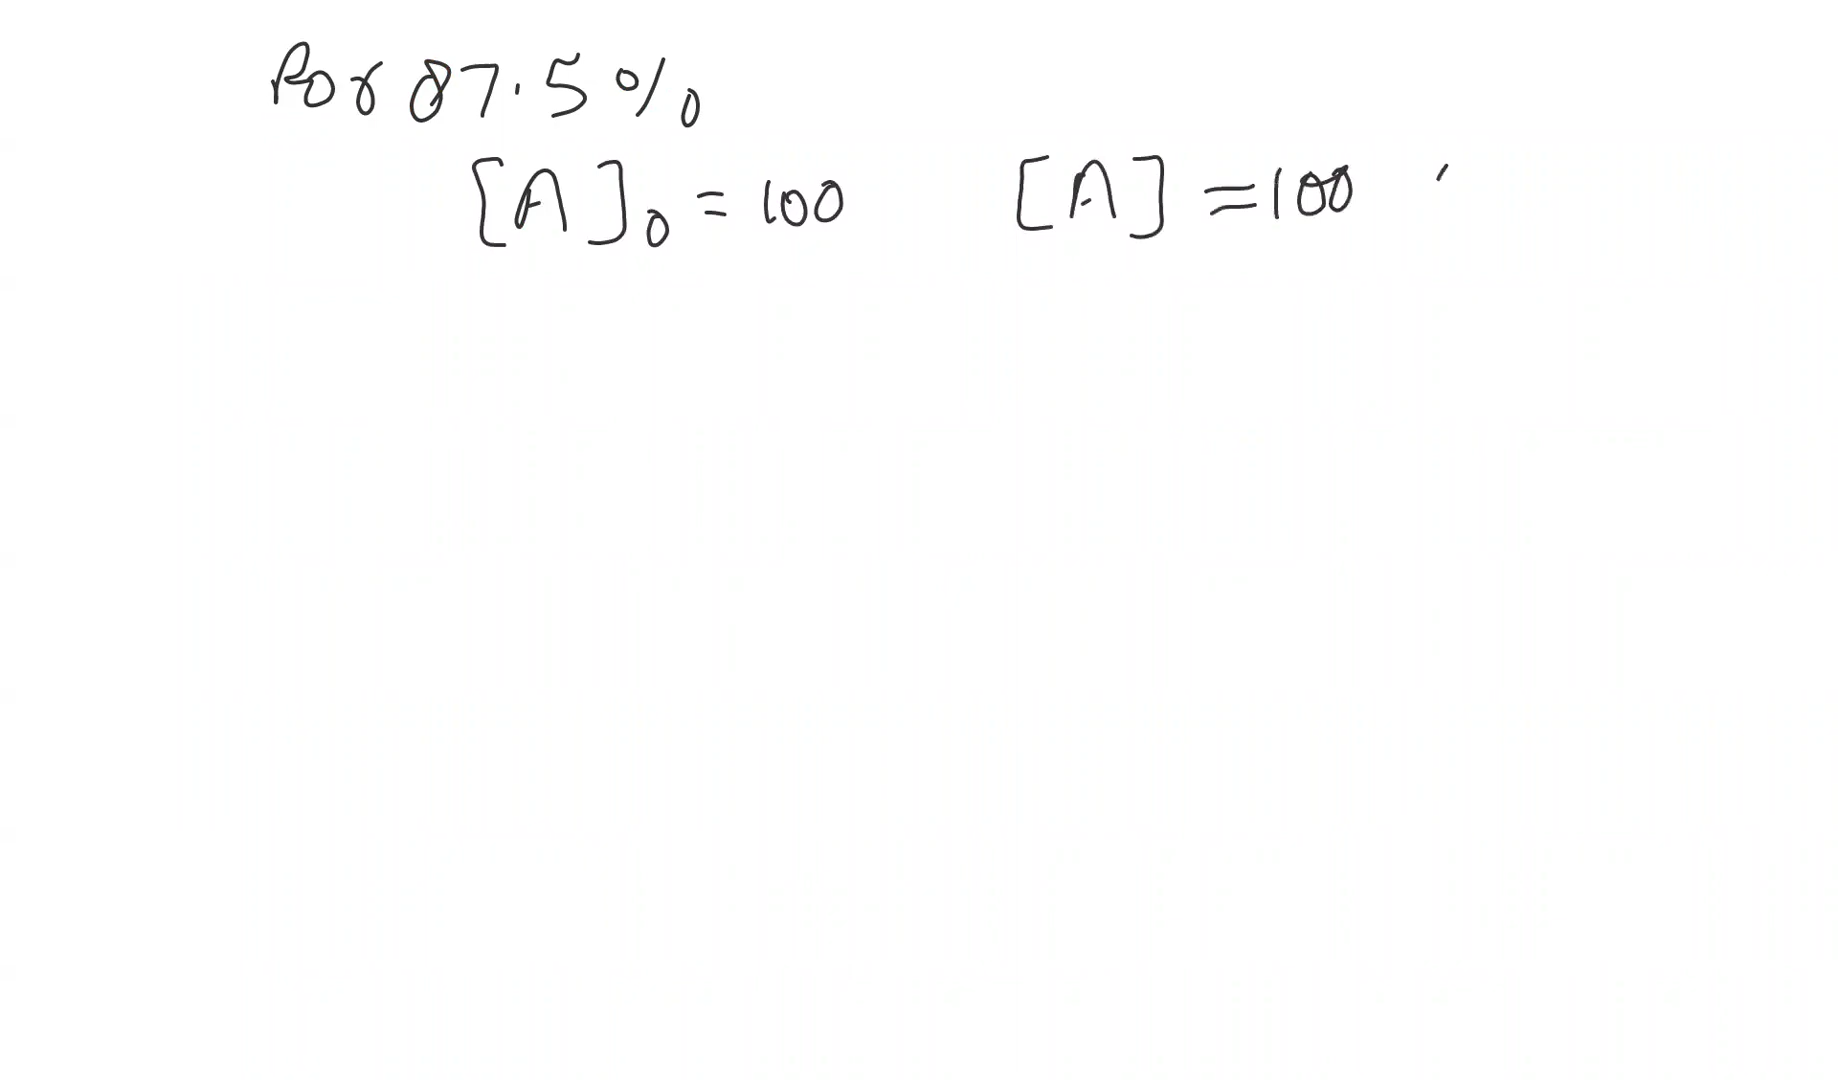 For 87.5%
[A]₀ = 100 [A] = 100